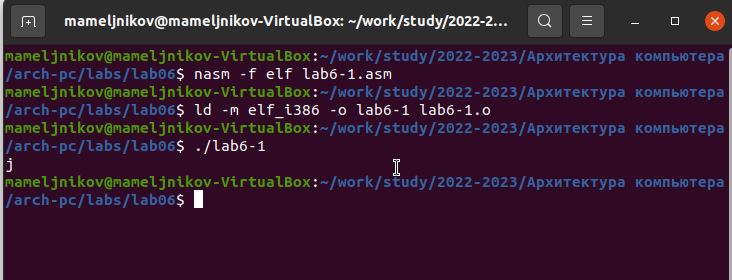 mameljnikov@mameljnikov-VirtualBox: ~/work/study/2022-2...
mameljnikov@mameljnikov-VirtualBox:~/work/study/2022-2023/Архитектура компьютера
/arch-pc/labs/lab06$ nasm -f elf lab6-1.asm
mameljnikov@mameljnikov-VirtualBox:~/work/study/2022-2023/Архитектура компьютера
/arch-pc/labs/lab06$ ld -m elf_i386 -o lab6-1 lab6-1.o
mameljnikov@mameljnikov-VirtualBox:~/work/study/2022-2023/Архитектура компьютера
/arch-pc/labs/lab06$ ./lab6-1
j
mameljnikov@mameljnikov-VirtualBox:~/work/study/2022-2023/Архитектура компьютера
/arch-pc/labs/lab06$